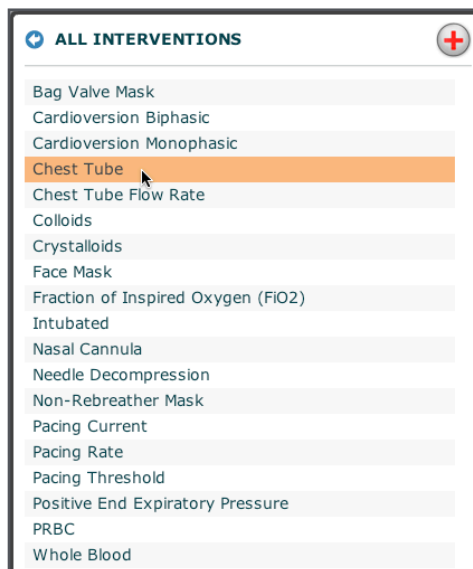 ALL INTERVENTIONS
Bag Valve Mask
Cardioversion Biphasic
Cardioversion Monophasic
Chest Tube
Chest Tube Flow Rate
Colloids
Crystalloids
Face Mask
Fraction of Inspired Oxygen (FiO2)
Intubated
Nasal Cannula
Needle Decompression
Non-Rebreather Mask
Pacing Current
Pacing Rate
Pacing Threshold
Positive End Expiratory Pressure
PRBC
Whole Blood